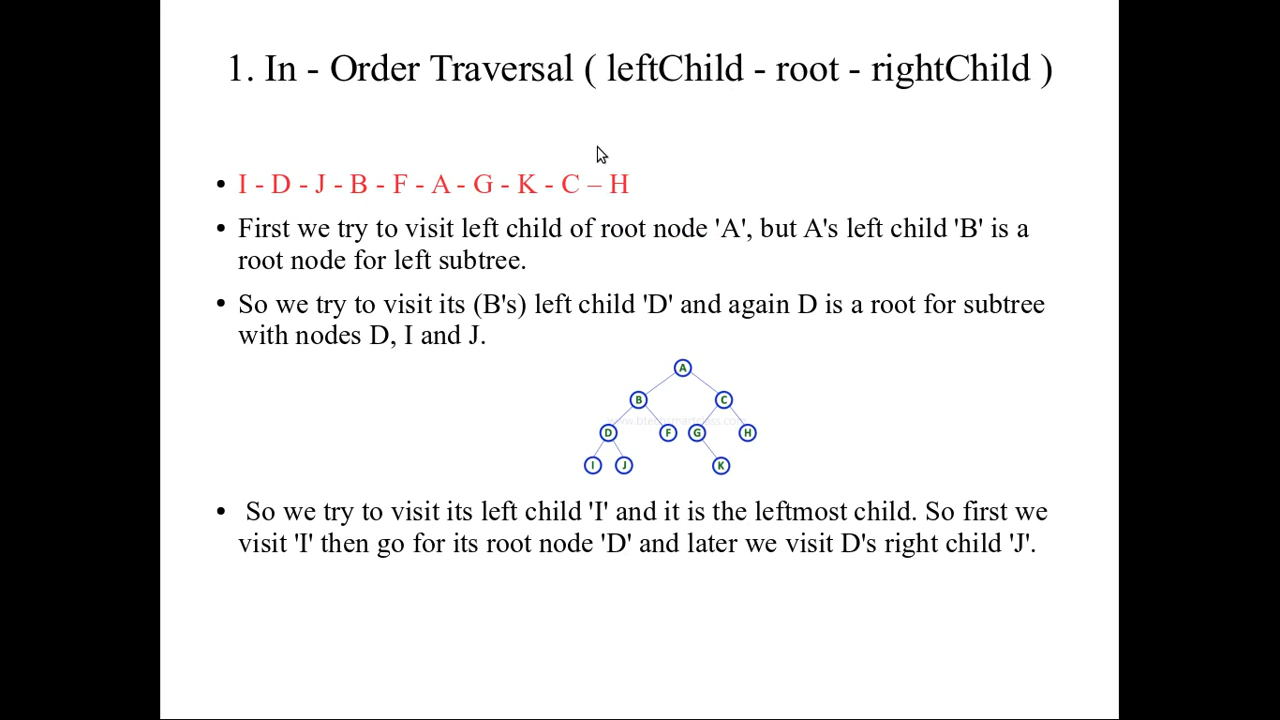 1. In - Order Traversal ( leftChild - root - rightChild )
• I - D - J - B - F - A - G - K - C – H
• First we try to visit left child of root node 'A', but A's left child 'B' is a
root node for left subtree.
• So we try to visit its (B's) left child 'D' and again D is a root for subtree
with nodes D, I and J.
A
B C
D F G H
I J K
• So we try to visit its left child 'I' and it is the leftmost child. So first we
visit 'I' then go for its root node 'D' and later we visit D's right child 'J'.